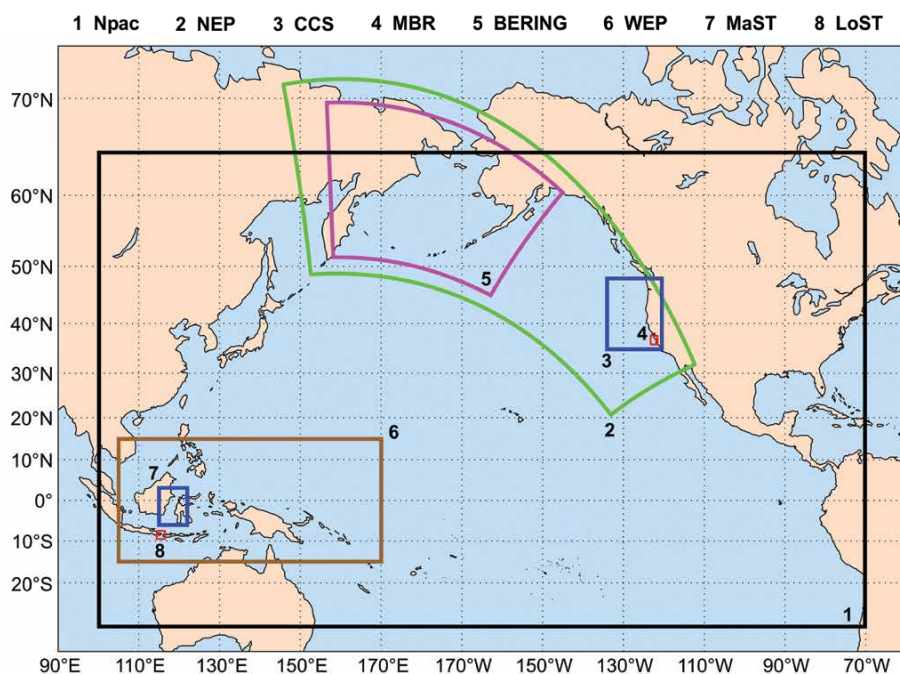 1 Npac 2 NEP 3 CCS 4 MBR 5 BERING 6 WEP 7 MaST 8 LoST
70°N
60°N
5
50°N
4
40°N
3
30°N
2
20°N
6
10°N
7
0°
10°S
8
20°S
1
90°E 110°E 130°E 150°E 170°E 170°W 150°W 130°W 110°W 90°W 70°W